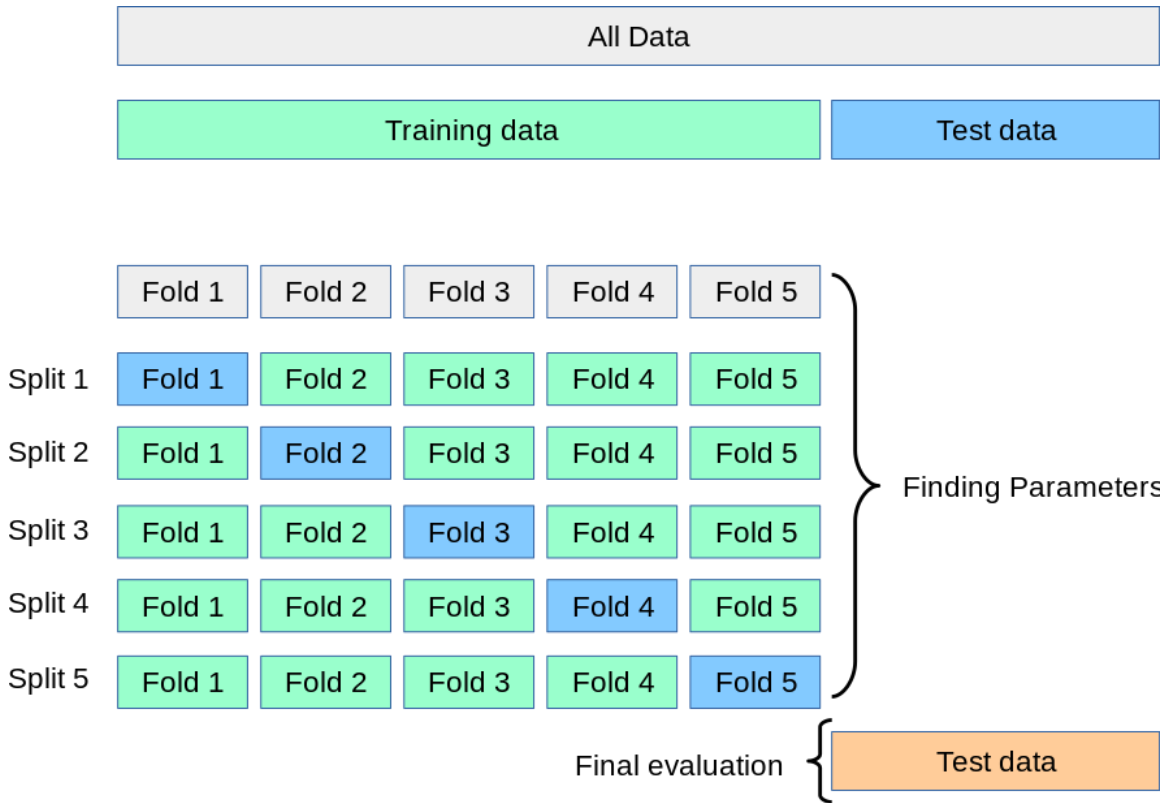 All Data
Training data Test data
Fold 1 Fold 2 Fold 3 Fold 4 Fold 5
Split 1 Fold 1 Fold 2 Fold 3 Fold 4 Fold 5
Split 2 Fold 1 Fold 2 Fold 3 Fold 4 Fold 5
Finding Parameters
Split 3 Fold 1 Fold 2 Fold 3 Fold 4 Fold 5
Split 4 Fold 1 Fold 2 Fold 3 Fold 4 Fold 5
Split 5 Fold 1 Fold 2 Fold 3 Fold 4 Fold 5
Final evaluation Test data